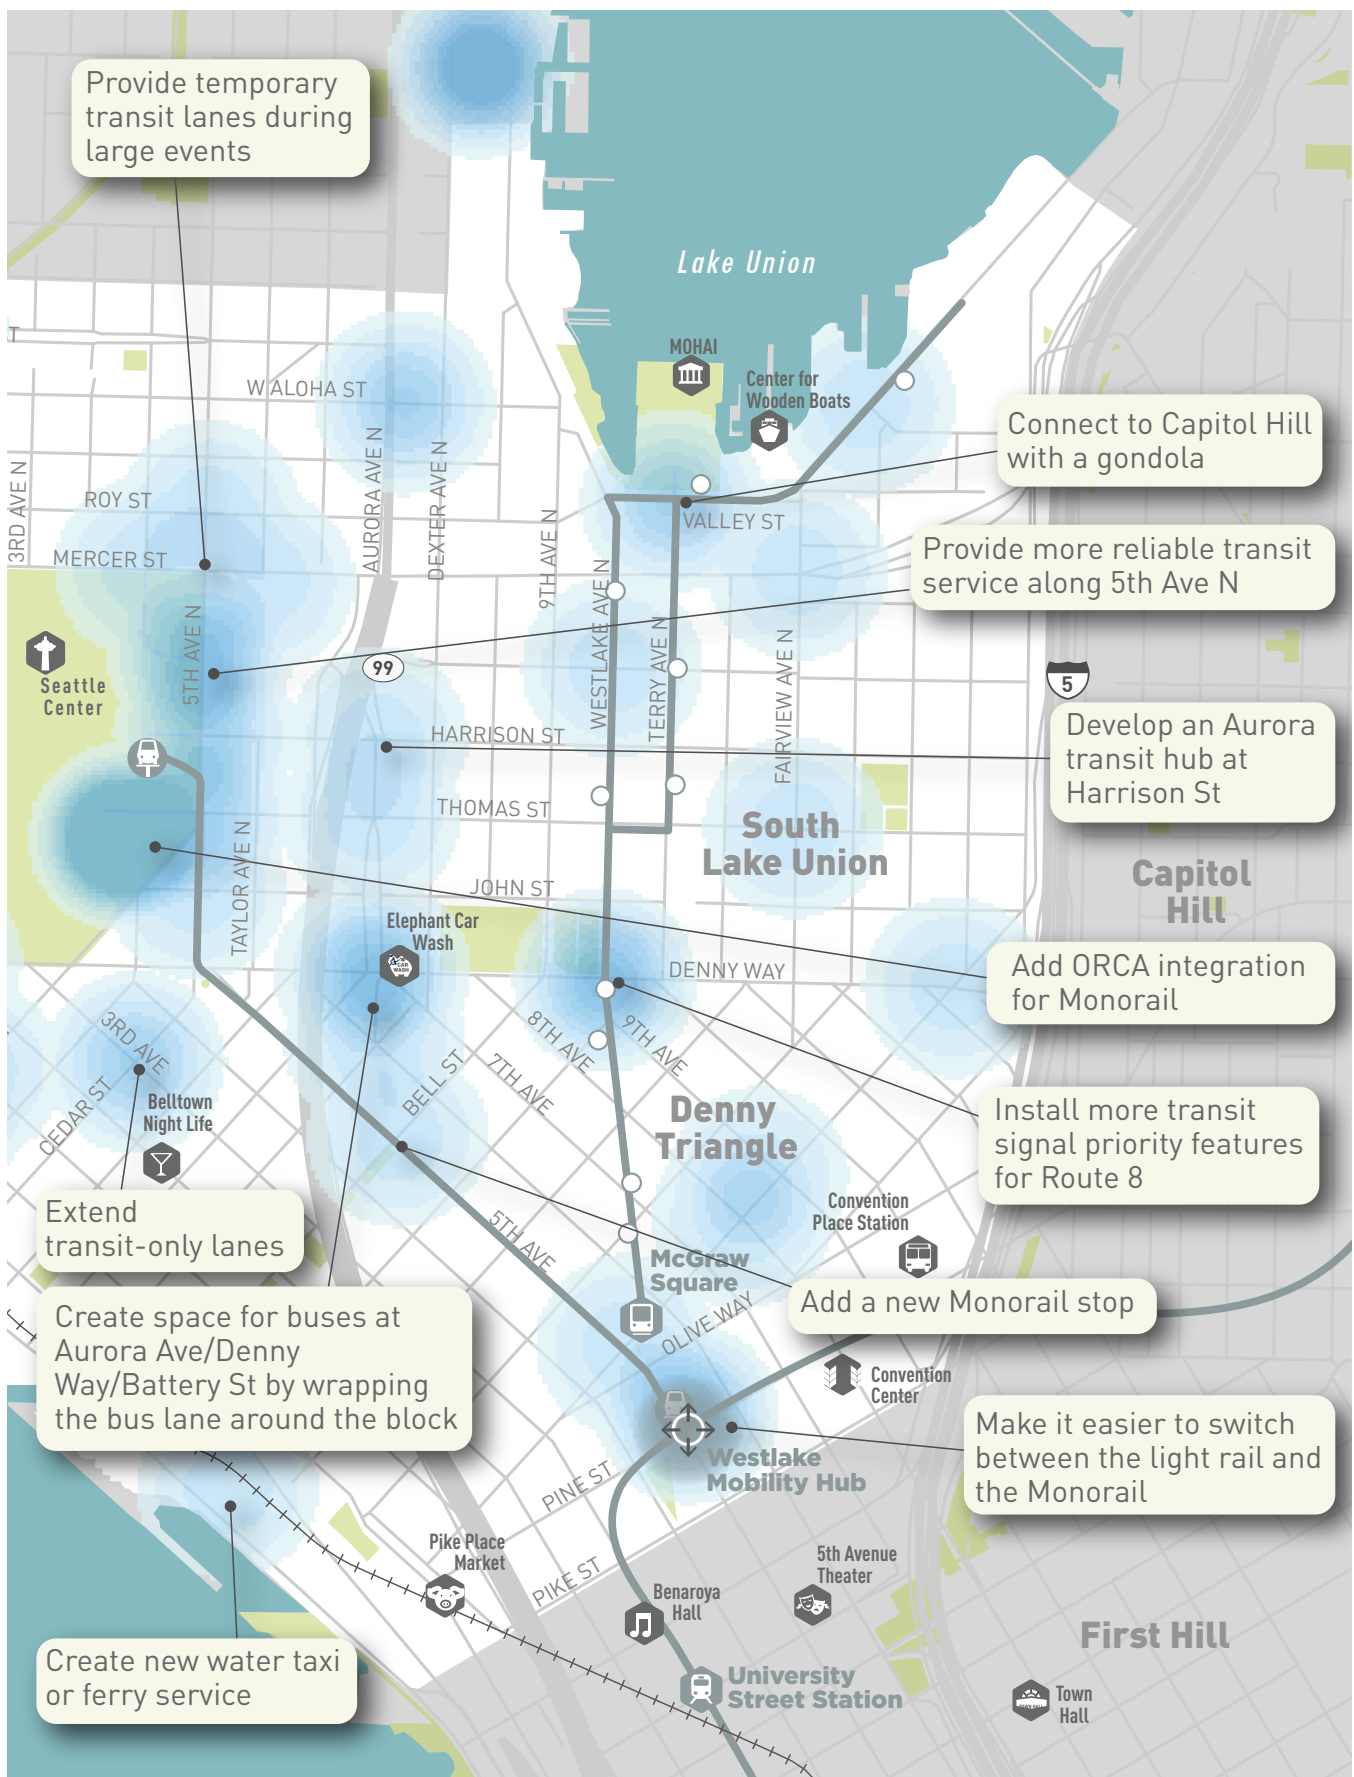 Provide temporary
transit lanes during
large events
Lake Union
MOHAI
Center for
Wooden Boats
T
W ALOHA ST
Connect to Capitol Hill
with a gondola
3RD AVE N
AURORA AVE N
DEXTER AVE N
ROY ST
VALLEY ST
9TH AVE N
MERCER ST
Provide more reliable transit
service along 5th Ave N
WESTLAKE AVE N
5TH AVE N
TERRY AVE N
FAIRVIEW AVE N
99
5
Seattle
Center
HARRISON ST
Develop an Aurora
transit hub at
Harrison St
THOMAS ST
South
Lake Union
TAYLOR AVE N
JOHN ST
Capitol
Hill
Elephant Car
Wash
CAR
WASH
DENNY WAY
Add ORCA integration
for Monorail
3RD AVE
8TH AVE
9TH AVE
BELL ST
7TH AVE
CEDAR ST
Belltown
Night Life
Denny
Triangle
Install more transit
signal priority features
for Route 8
Extend
transit-only lanes
5TH AVE
Convention
Place Station
McGraw
Square
Add a new Monorail stop
OLIVE WAY
Create space for buses at
Aurora Ave/Denny
Way/Battery St by wrapping
the bus lane around the block
Convention
Center
Make it easier to switch
between the light rail and
the Monorail
Westlake
Mobility Hub
PINE ST
Pike Place
Market
PIKE ST
5th Avenue
Theater
Benaroya
Hall
First Hill
Create new water taxi
or ferry service
University
Street Station
TOWN HALL
Town
Hall